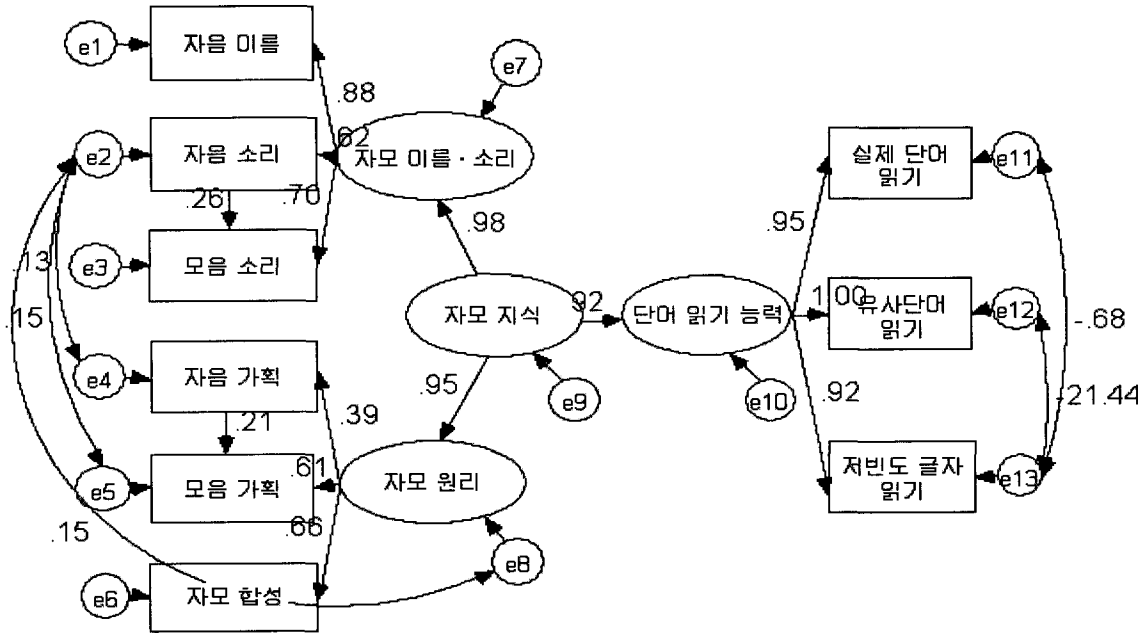 e1
자음 미름
.88
e7
e2
자음 소리
.62
자모 미름 · 소리
실제 단어
읽기
e11
.26
.70
.98
.95
e3
모음 소리
.13
.15
자모 지식
.92
단어 읽기 능력
1.00
유사단어
읽기
e12
-.68
e4
자음 가획
.95
e9
e10
.92
-21.44
.21
.39
e5
모음 가획
.61
자모 원리
저빈도 글자
읽기
e13
.66
.15
e8
e6
자모 합성